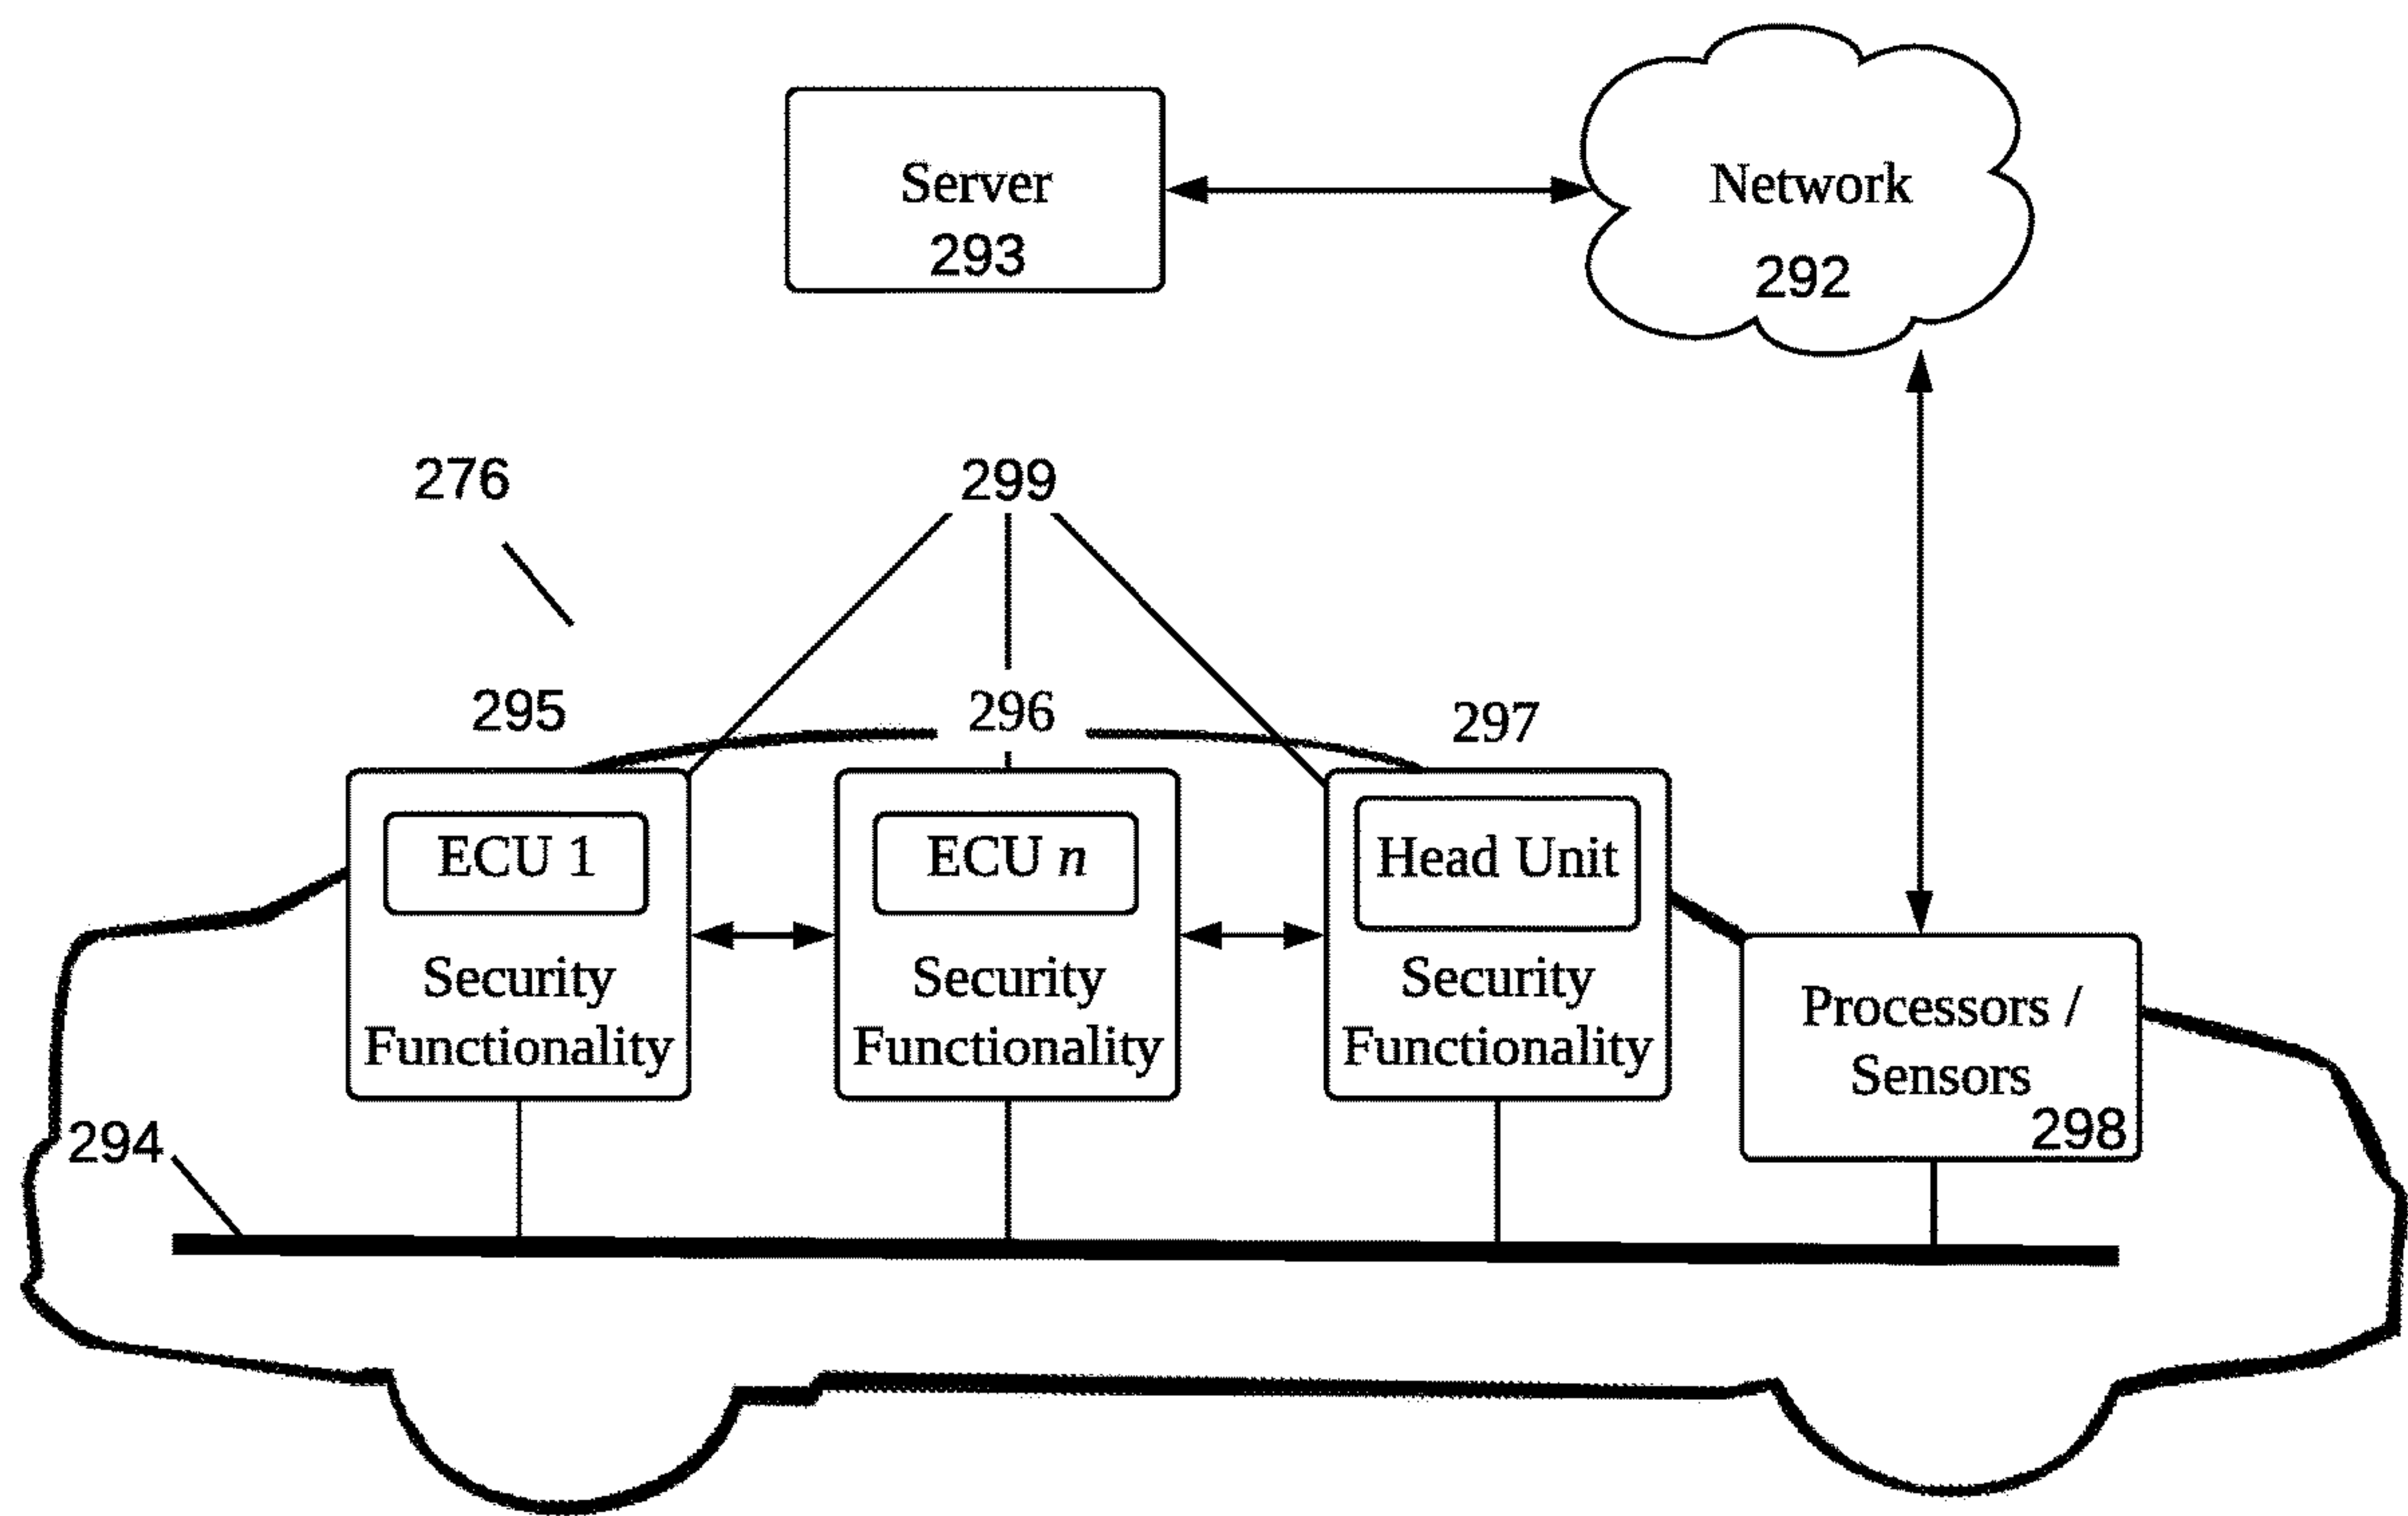 Server
293
Network
292
276
299
295
296
297
ECU 1
Security
Functionality
ECU n
Security
Functionality
Head Unit
Security
Functionality
Processors /
Sensors
298
294